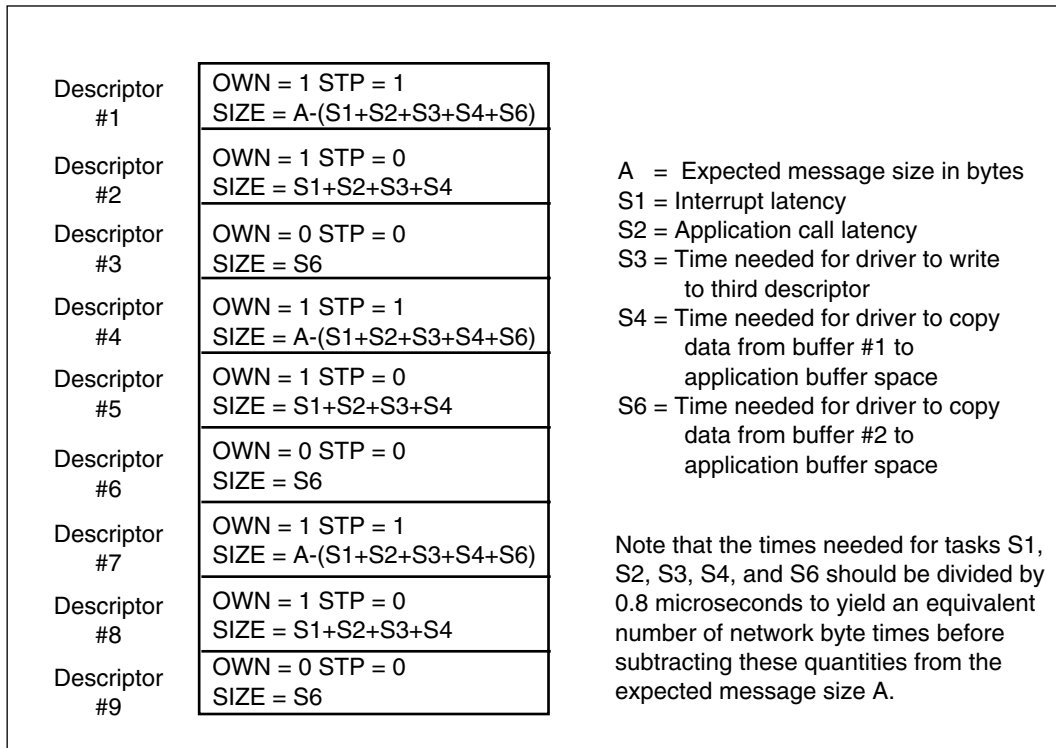 Descriptor
#1
OWN = 1 STP = 1
SIZE = A-(S1+S2+S3+S4+S6)
Descriptor
#2
OWN = 1 STP = 0
SIZE = S1+S2+S3+S4
Descriptor
#3
OWN = 0 STP = 0
SIZE = S6
Descriptor
#4
OWN = 1 STP = 1
SIZE = A-(S1+S2+S3+S4+S6)
Descriptor
#5
OWN = 1 STP = 0
SIZE = S1+S2+S3+S4
Descriptor
#6
OWN = 0 STP = 0
SIZE = S6
Descriptor
#7
OWN = 1 STP = 1
SIZE = A-(S1+S2+S3+S4+S6)
Descriptor
#8
OWN = 1 STP = 0
SIZE = S1+S2+S3+S4
Descriptor
#9
OWN = 0 STP = 0
SIZE = S6
A = Expected message size in bytes
S1 = Interrupt latency
S2 = Application call latency
S3 = Time needed for driver to write
to third descriptor
S4 = Time needed for driver to copy
data from buffer #1 to
application buffer space
S6 = Time needed for driver to copy
data from buffer #2 to
application buffer space
Note that the times needed for tasks S1,
S2, S3, S4, and S6 should be divided by
0.8 microseconds to yield an equivalent
number of network byte times before
subtracting these quantities from the
expected message size A.